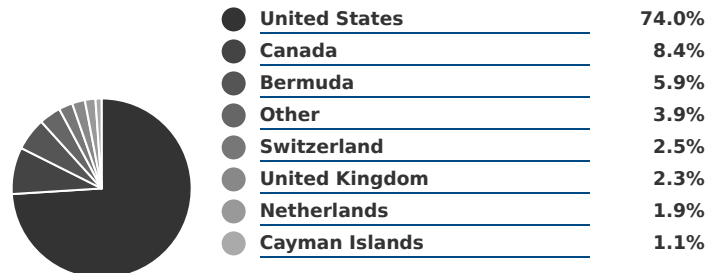 United States 74.0%
Canada 8.4%
Bermuda 5.9%
Other 3.9%
Switzerland 2.5%
United Kingdom 2.3%
Netherlands 1.9%
Cayman Islands 1.1%